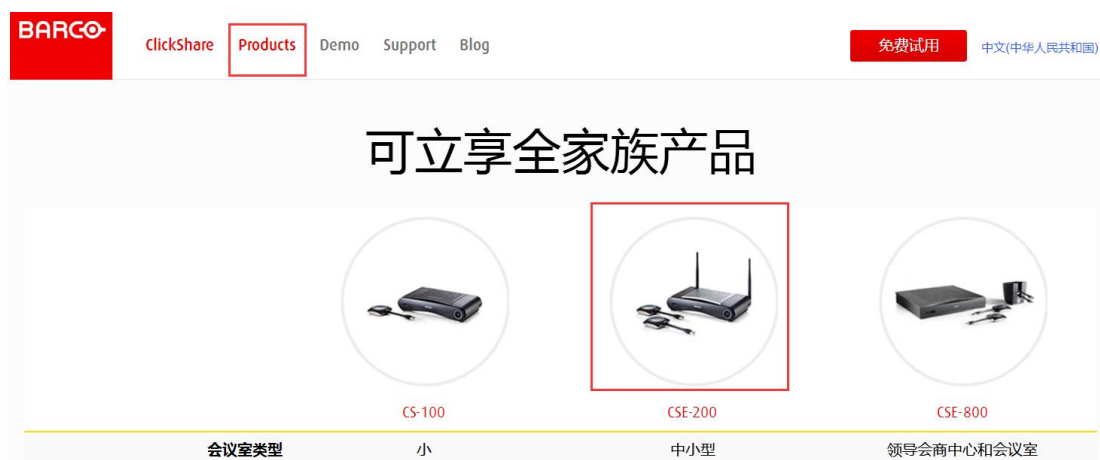 BARCO
ClickShare Products Demo Support Blog 免费试用 中文(中华人民共和国)
可立享全家族产品
CS-100 CSE-200 CSE-800
会议室类型 小 中小型 领导会商中心和会议室